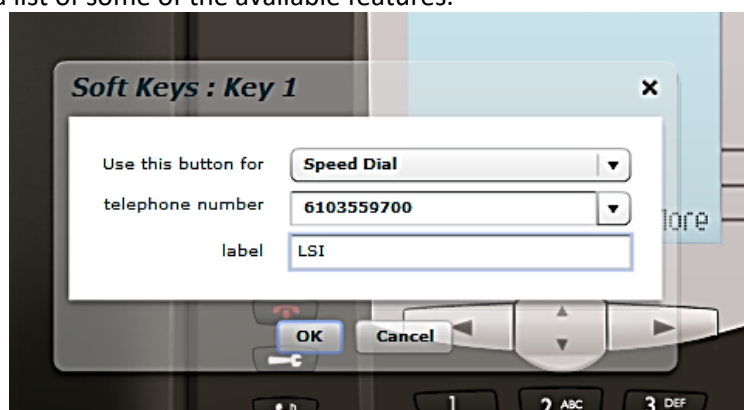 a list of some of the available features.
Soft Keys : Key 1
Use this button for Speed Dial
telephone number 6103559700
label LSI
OK Cancel
1 2 ABC 3 DEF